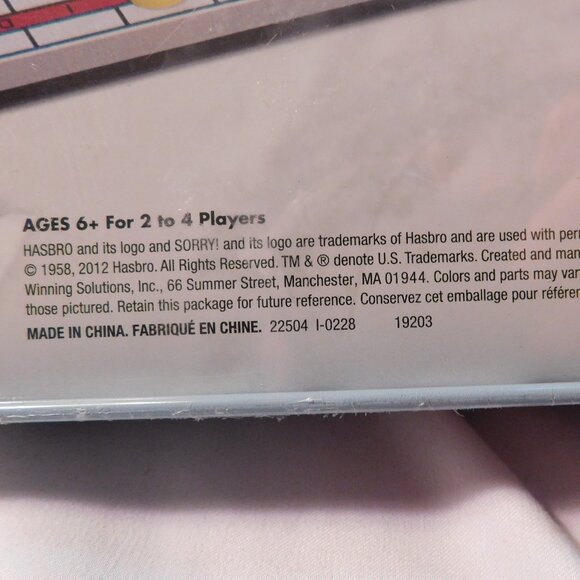 AGES 6+ For 2 to 4 Players
HASBRO and its logo and SORRY! and its logo are trademarks of Hasbro and are used with per
© 1958, 2012 Hasbro. All Rights Reserved. TM & ® denote U.S. Trademarks. Created and man
Winning Solutions, Inc., 66 Summer Street, Manchester, MA 01944. Colors and parts may var
those pictured. Retain this package for future reference. Conservez cet emballage pour référe
MADE IN CHINA. FABRIQUÉ EN CHINE. 22504 I-0228 19203